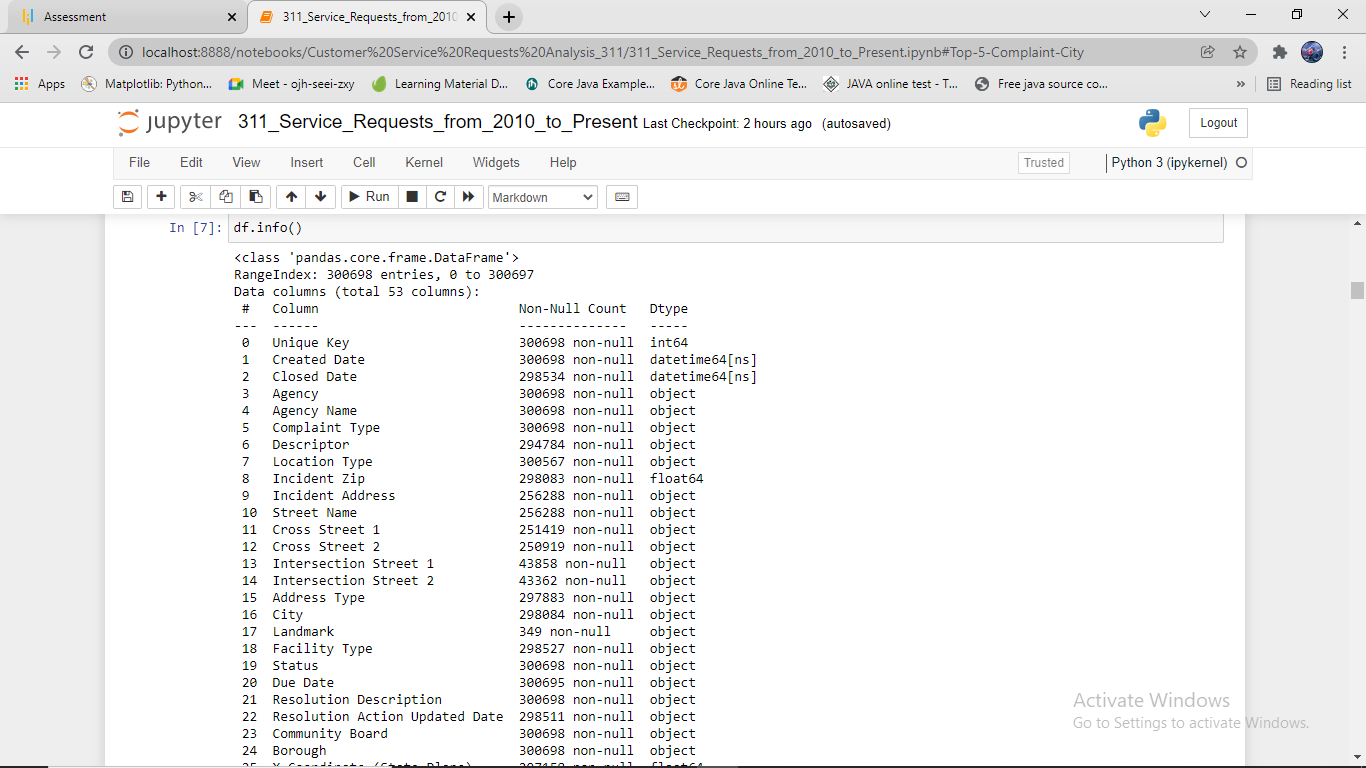 Assessment
311_Service_Requests_from_2010
localhost:8888/notebooks/Customer%20Service%20Requests%20Analysis_311/311_Service_Requests_from_2010_to_Present.ipynb#Top-5-Complaint-City
Apps Matplotlib: Python... Meet - ojh-seei-zxy Learning Material D... Core Java Example... Core Java Online Te... JAVA online test - T... Free java source co... » Reading list
jupyter 311_Service_Requests_from_2010_to_Present Last Checkpoint: 2 hours ago (autosaved) Logout
File Edit View Insert Cell Kernel Widgets Help Trusted Python 3 (ipykernel)
Run Markdown
In [7]: df.info()
<class 'pandas.core.frame.DataFrame'>
RangeIndex: 300698 entries, 0 to 300697
Data columns (total 53 columns):
# Column Non-Null Count Dtype
--- ------ -------------- -----
0 Unique Key 300698 non-null int64
1 Created Date 300698 non-null datetime64[ns]
2 Closed Date 298534 non-null datetime64[ns]
3 Agency 300698 non-null object
4 Agency Name 300698 non-null object
5 Complaint Type 300698 non-null object
6 Descriptor 294784 non-null object
7 Location Type 300567 non-null object
8 Incident Zip 298083 non-null float64
9 Incident Address 256288 non-null object
10 Street Name 256288 non-null object
11 Cross Street 1 251419 non-null object
12 Cross Street 2 250919 non-null object
13 Intersection Street 1 43858 non-null object
14 Intersection Street 2 43362 non-null object
15 Address Type 297883 non-null object
16 City 298084 non-null object
17 Landmark 349 non-null object
18 Facility Type 298527 non-null object
19 Status 300698 non-null object
20 Due Date 300695 non-null object
21 Resolution Description 300698 non-null object
22 Resolution Action Updated Date 298511 non-null object
23 Community Board 300698 non-null object
24 Borough 300698 non-null object
Activate Windows
Go to Settings to activate Windows.